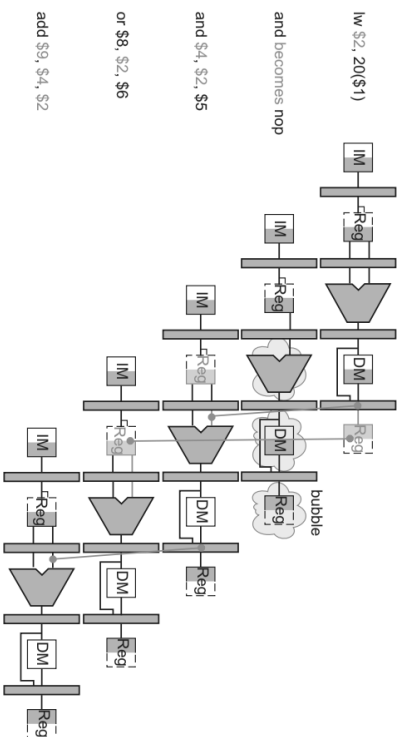 lw $2, 20($1) IM Reg DM Reg
bubble
and becomes nop IM Reg DM Reg
and $4, $2, $5 IM Reg DM Reg
or $8, $2, $6 IM Reg DM Reg
add $9, $4, $2 IM Reg DM Reg